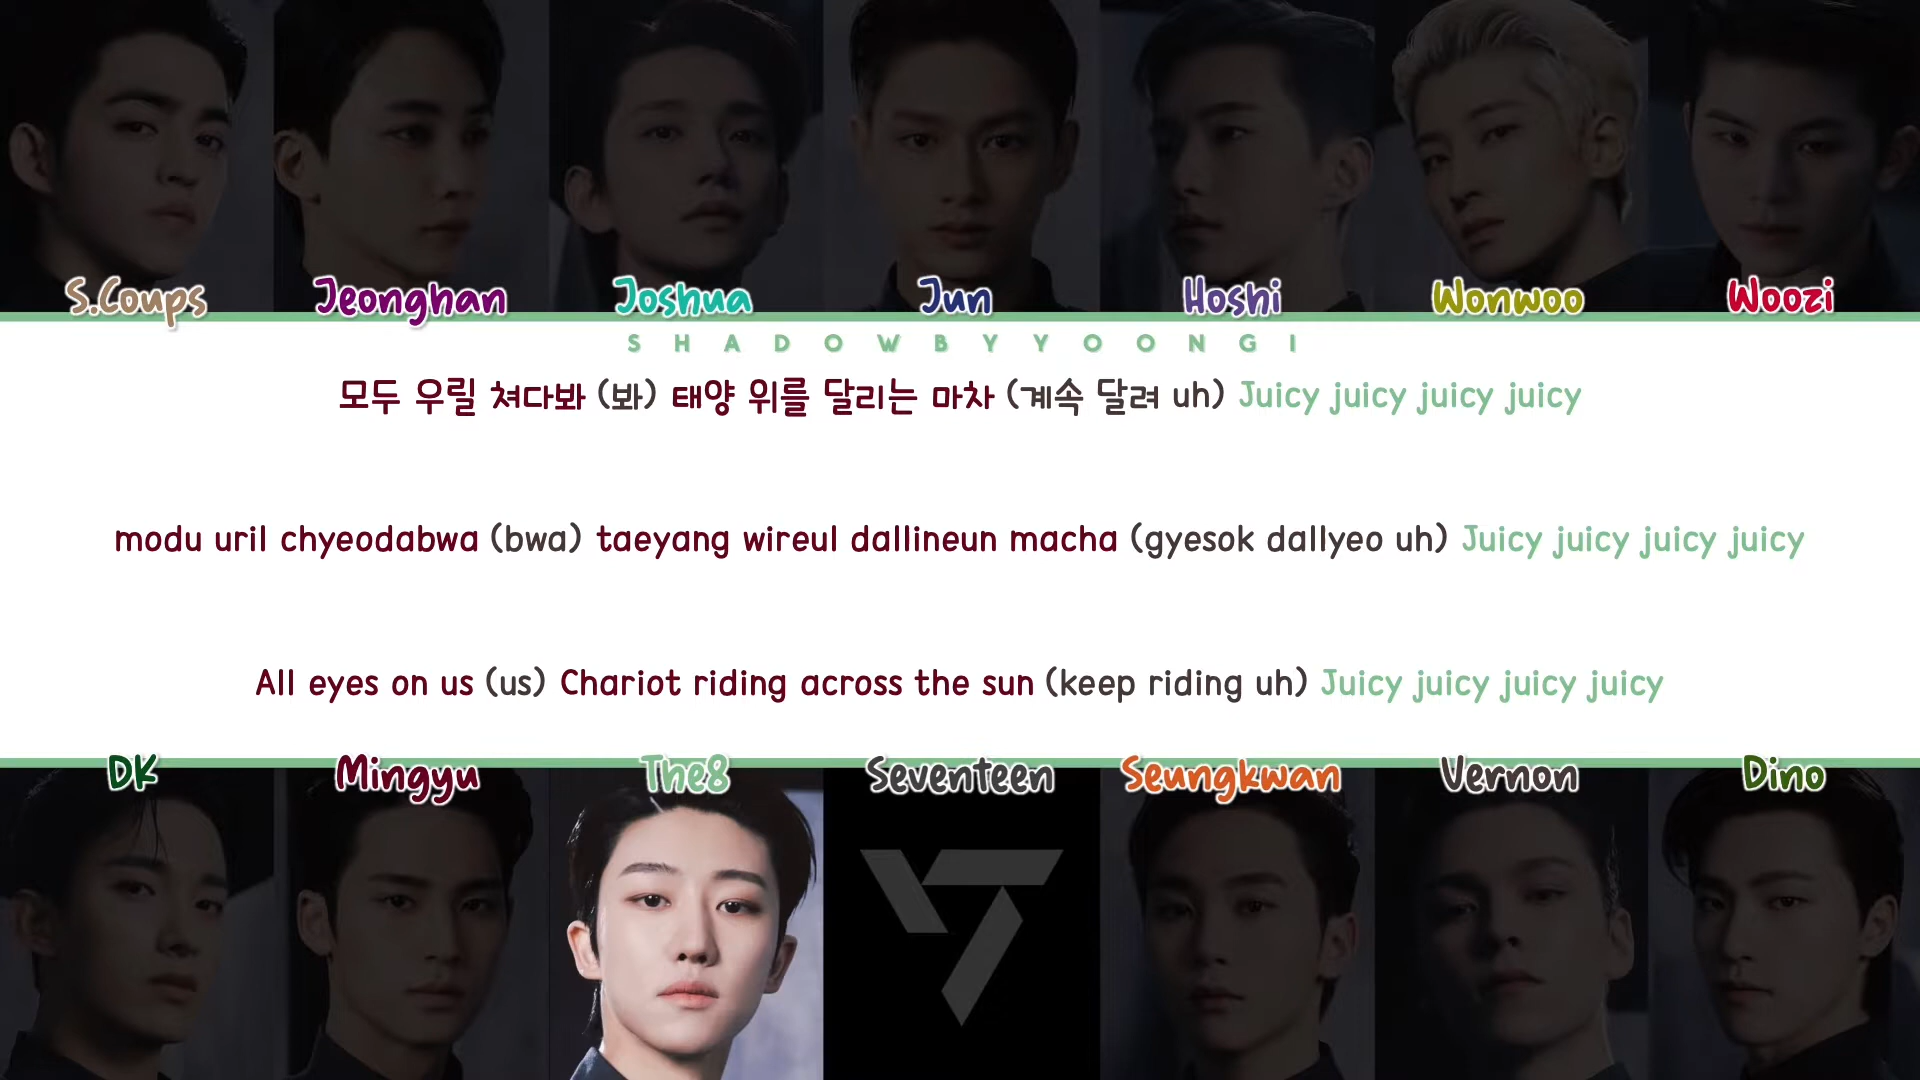 S.Coups Jeonghan Joshua Jun Hoshi Wonwoo Woozi
SHADOWBYYOONGI
모두 우릴 쳐다봐 (봐) 태양 위를 달리는 마차 (계속 달려 uh) Juicy juicy juicy juicy
modu uril chyeodabwa (bwa) taeyang wireul dallineun macha (gyesok dallyeo uh) Juicy juicy juicy juicy
All eyes on us (us) Chariot riding across the sun (keep riding uh) Juicy juicy juicy juicy
DK Mingyu The8 Seventeen Seungkwan Vernon Dino